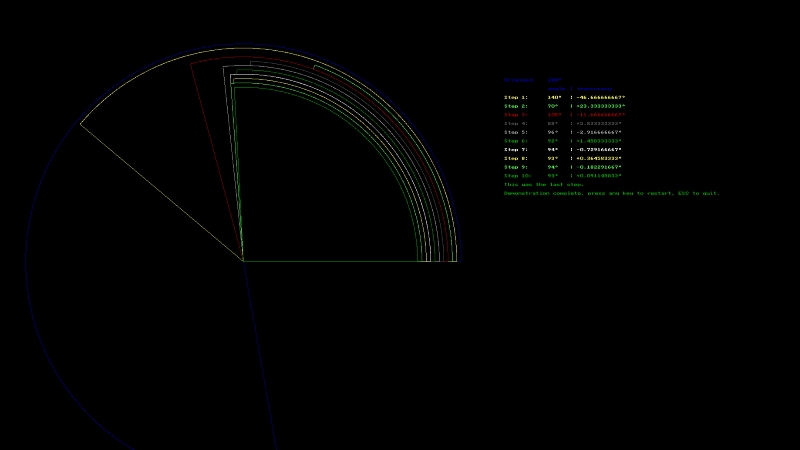 Step 1: 140° | -46.666666667°
Step 2: 70° | +23.333333333°
Step 3: 105° | -11.666666667°
Step 4: 88° | +5.833333333°
Step 5: 96° | -2.916666667°
Step 6: 92° | +1.458333333°
Step 7: 94° | -0.729166667°
Step 8: 93° | +0.364583333°
Step 9: 94° | -0.182291667°
Step 10: 93° | +0.091145833°
This was the last step.
Demonstration complete, press any key to restart, ESC to quit.